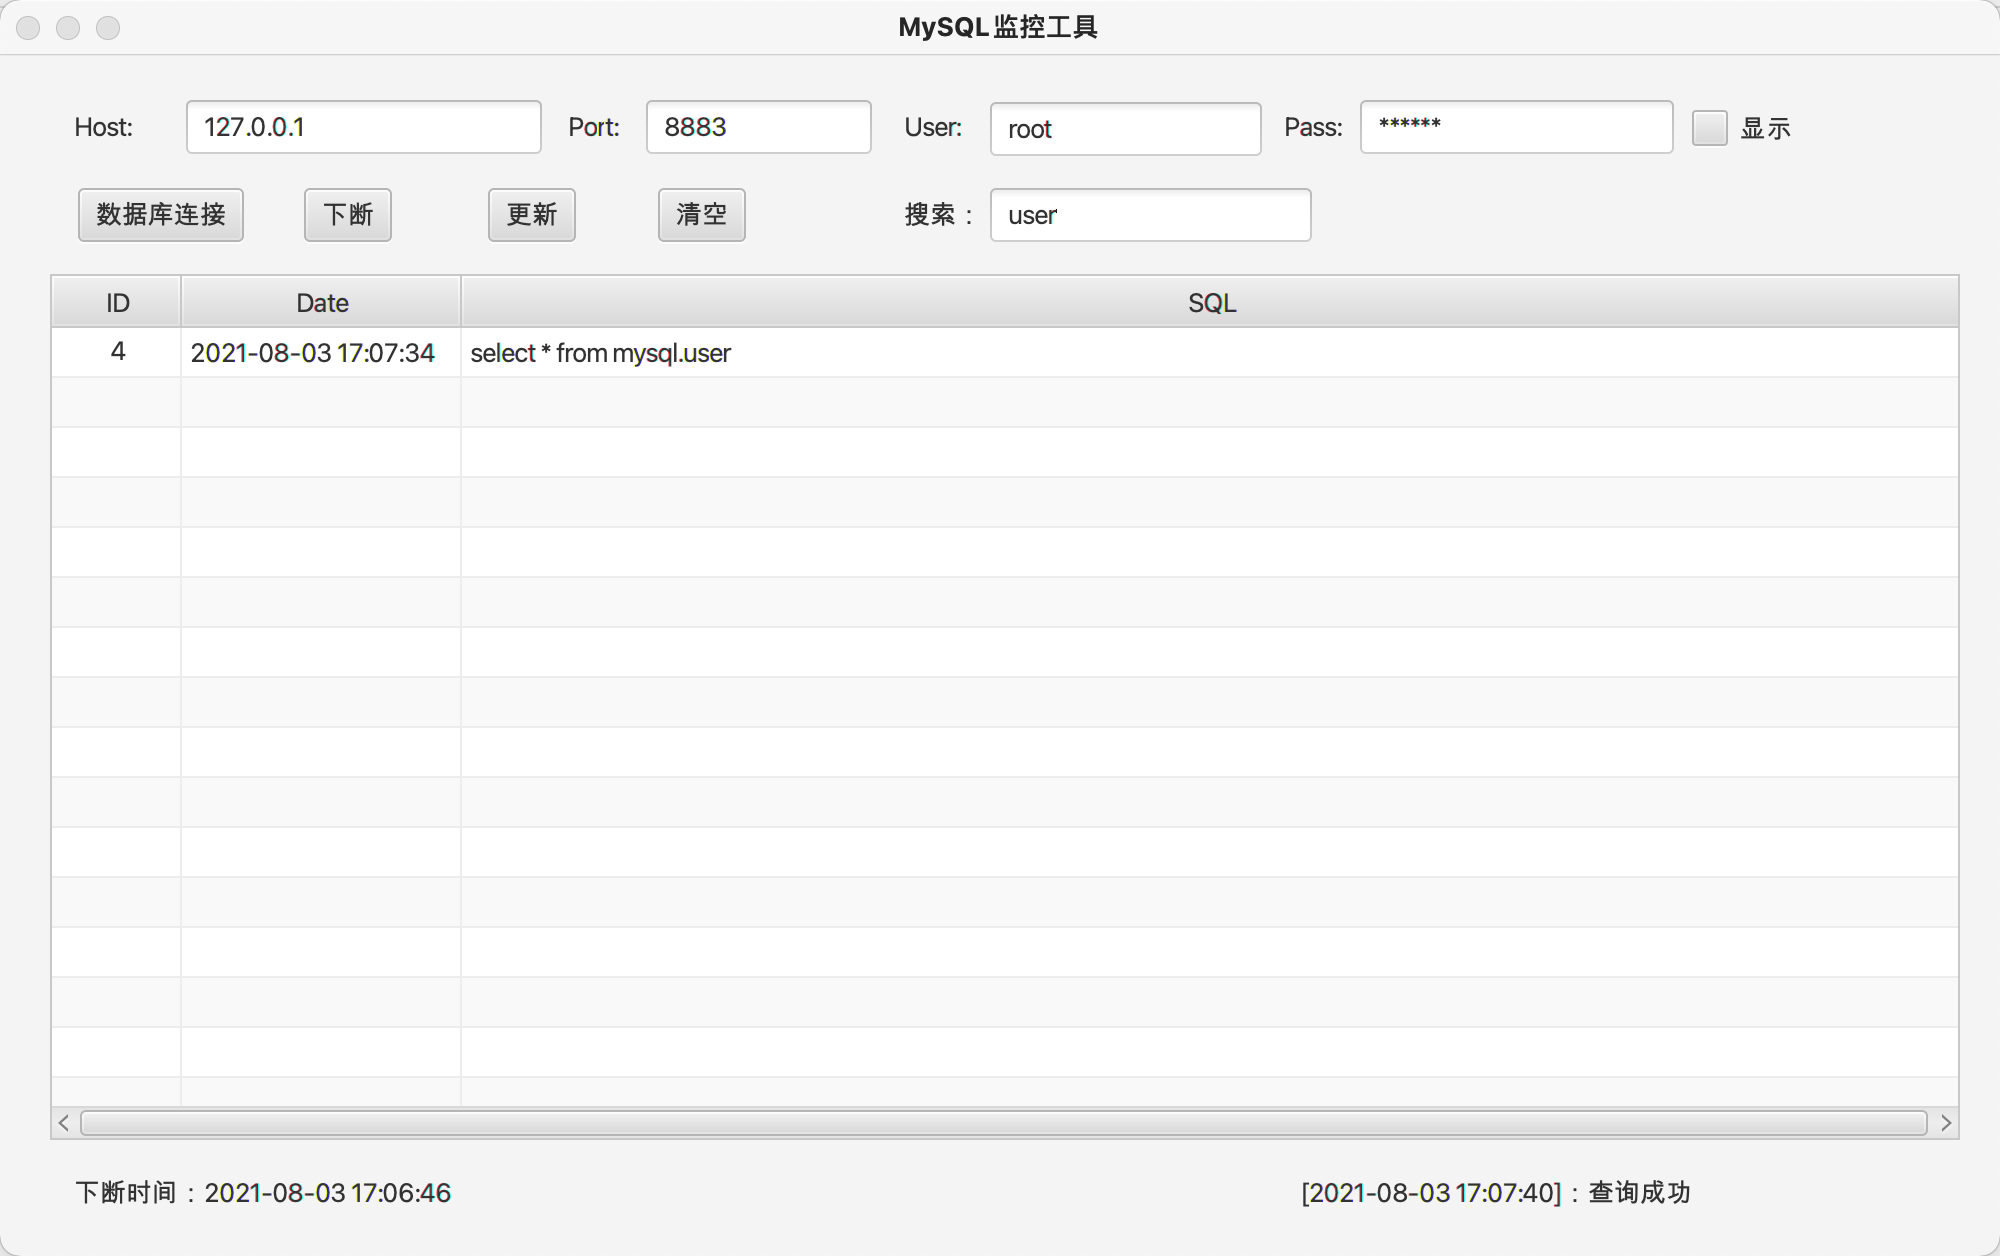 MySQL监控工具
Host: 127.0.0.1 Port: 8883 User: root Pass: ****** 显示
数据库连接 下断 更新 清空 搜索： user
ID Date SQL
4 2021-08-03 17:07:34 select * from mysql.user
下断时间：2021-08-03 17:06:46 [2021-08-03 17:07:40]：查询成功